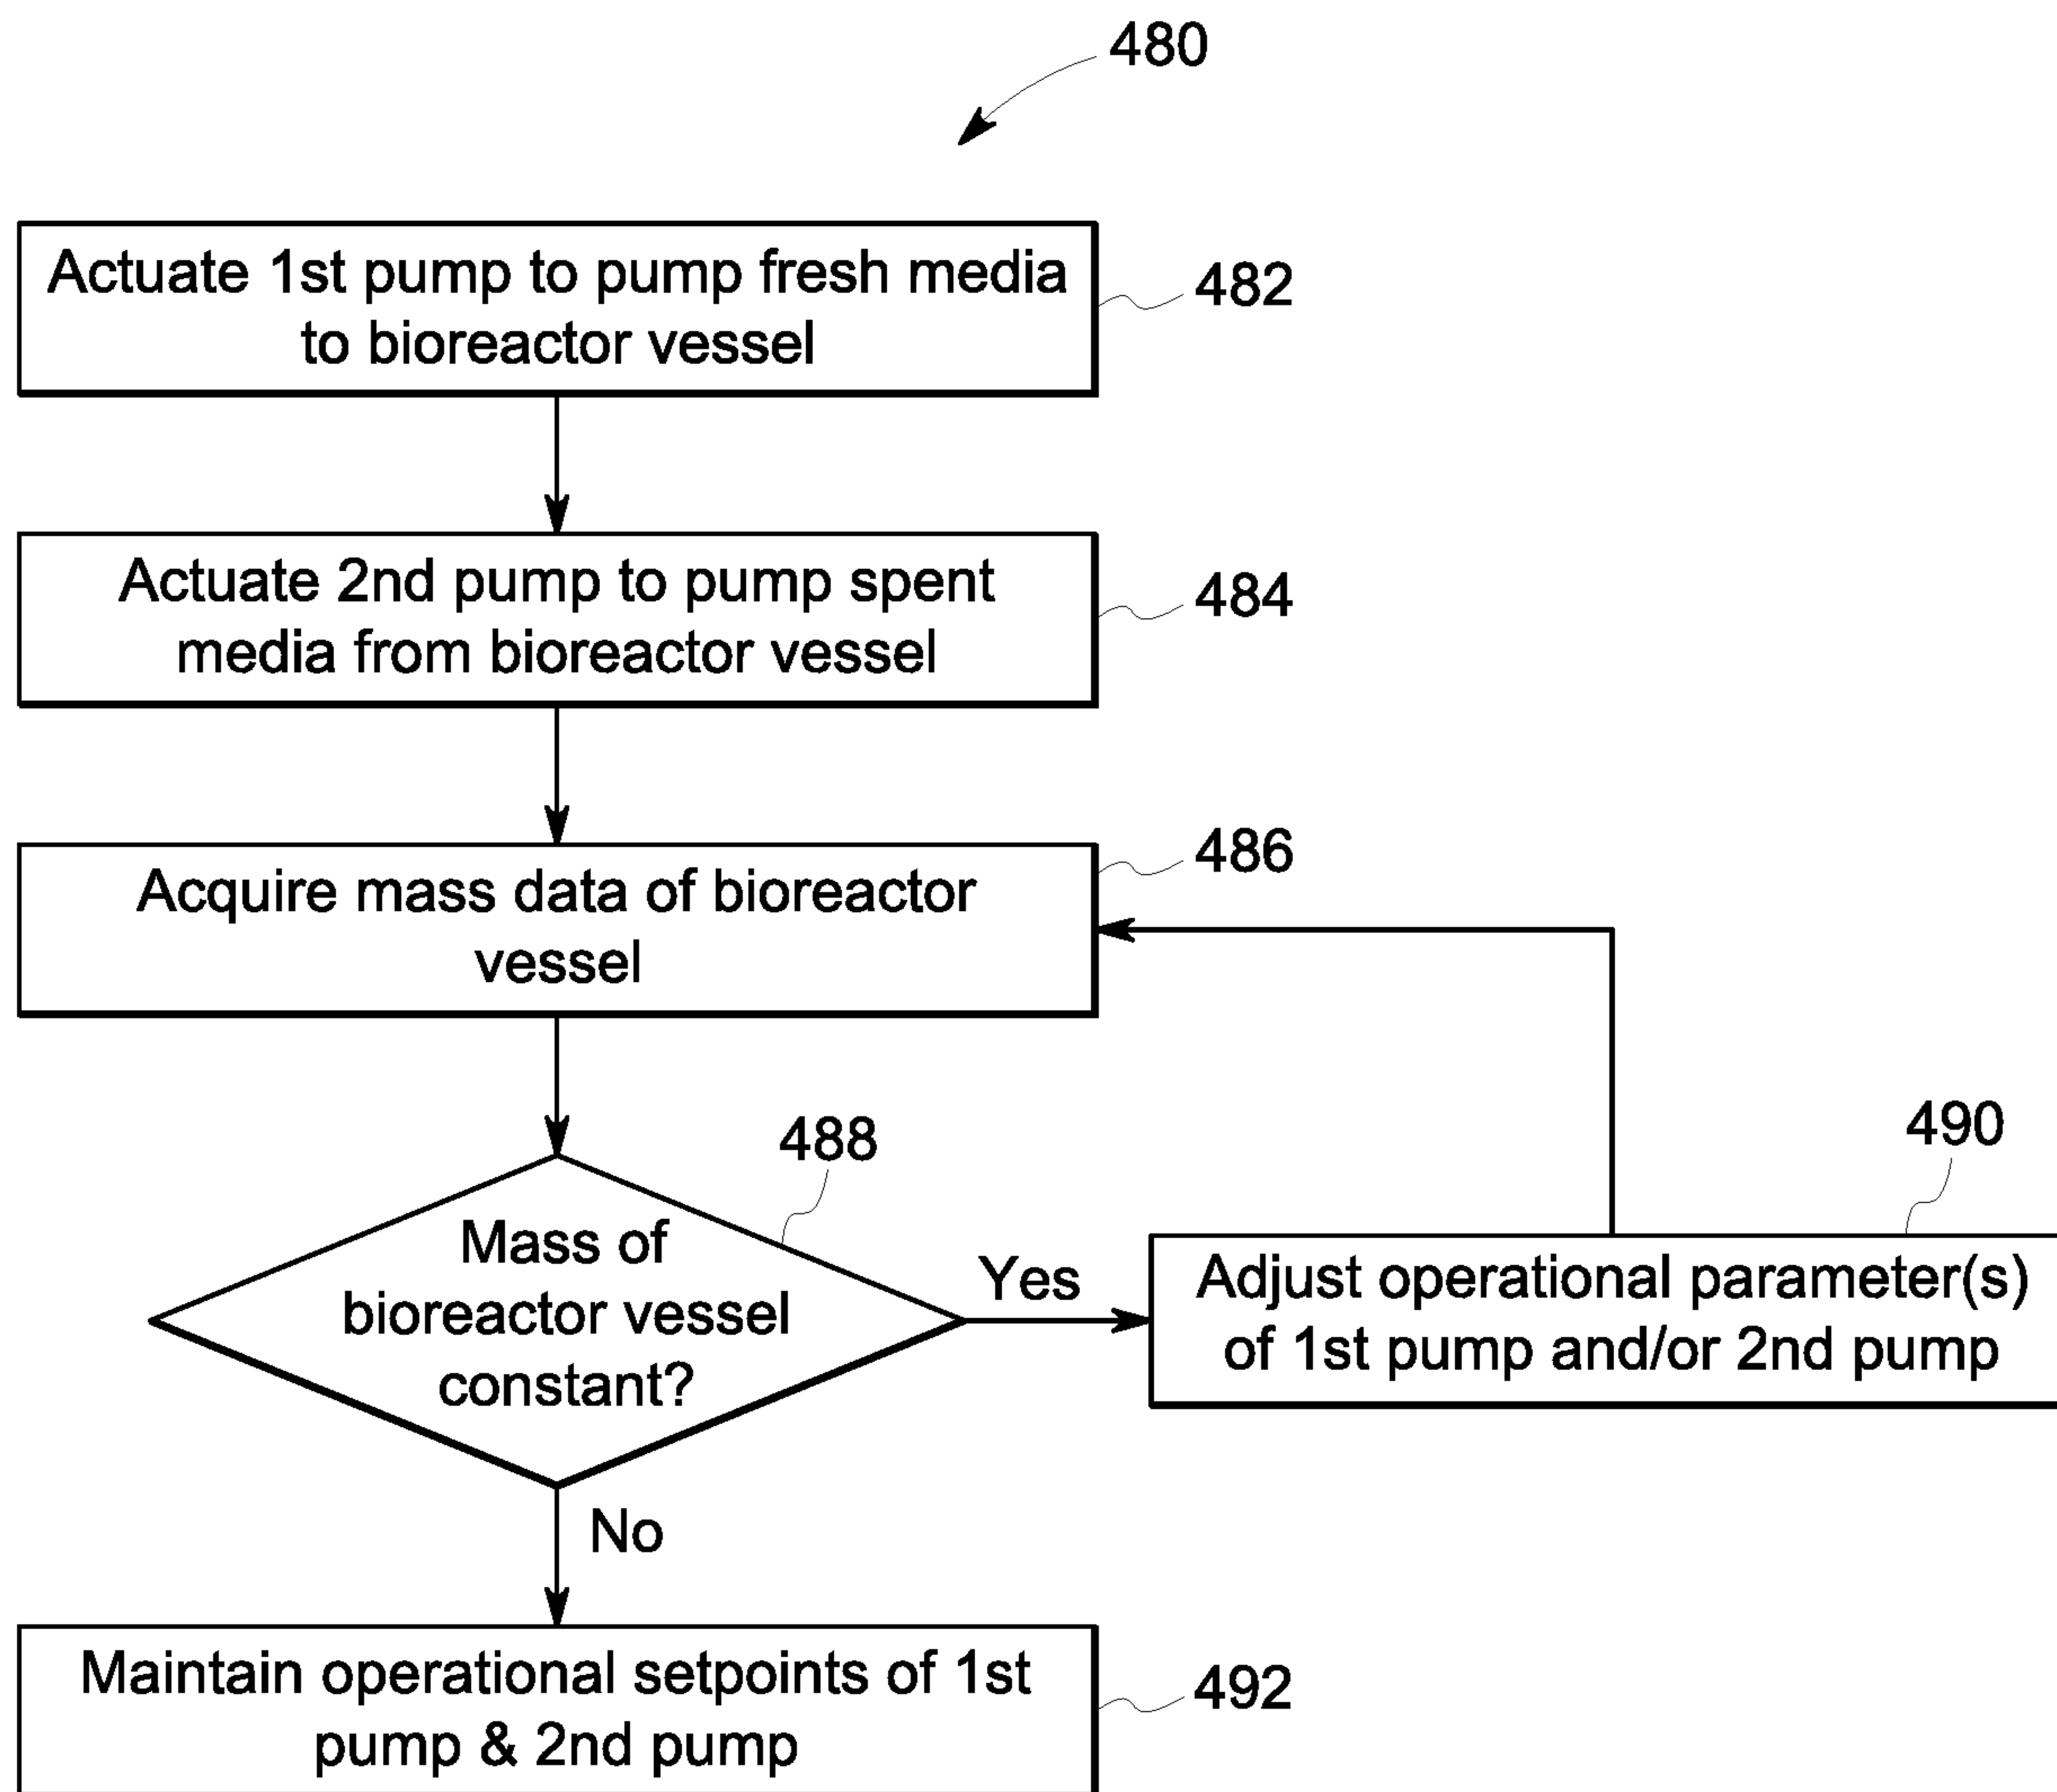 480
Actuate 1st pump to pump fresh media
to bioreactor vessel
482
Actuate 2nd pump to pump spent
media from bioreactor vessel
484
Acquire mass data of bioreactor
vessel
486
488
Mass of
bioreactor vessel
constant?
Yes
490
Adjust operational parameter(s)
of 1st pump and/or 2nd pump
No
Maintain operational setpoints of 1st
pump & 2nd pump
492